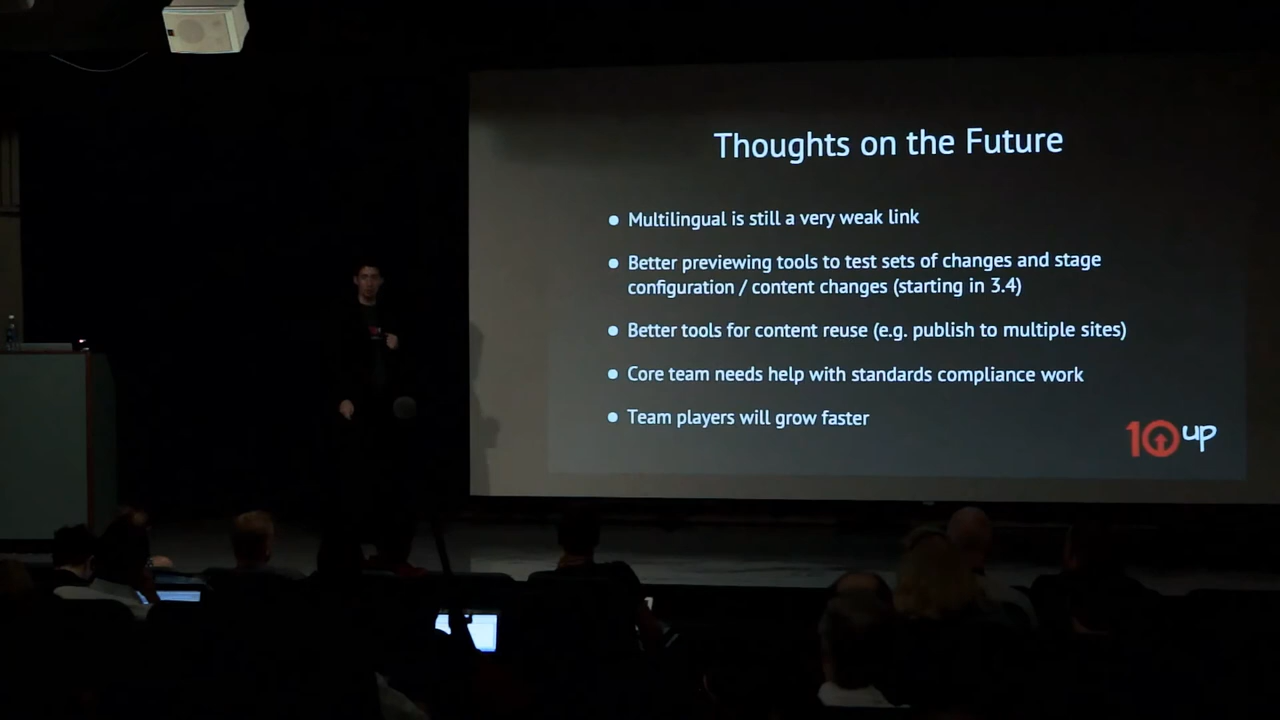 Thoughts on the Future
Multilingual is still a very weak link
Better previewing tools to test sets of changes and stage
configuration / content changes (starting in 3.4)
Better tools for content reuse (e.g. publish to multiple sites)
Core team needs help with standards compliance work
Team players will grow faster
10up